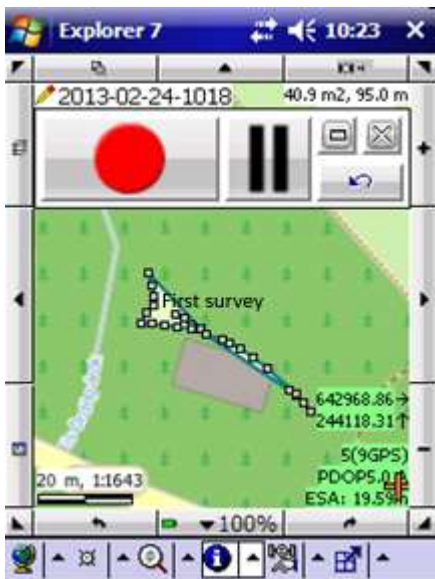 Explorer 7 10:23
2013-02-24-1018 40.9 m2, 95.0 m
First survey
642968.86
244118.31
5(9GPS)
PDOP5.0
20 m, 1:1643
ESA: 19.59
100%